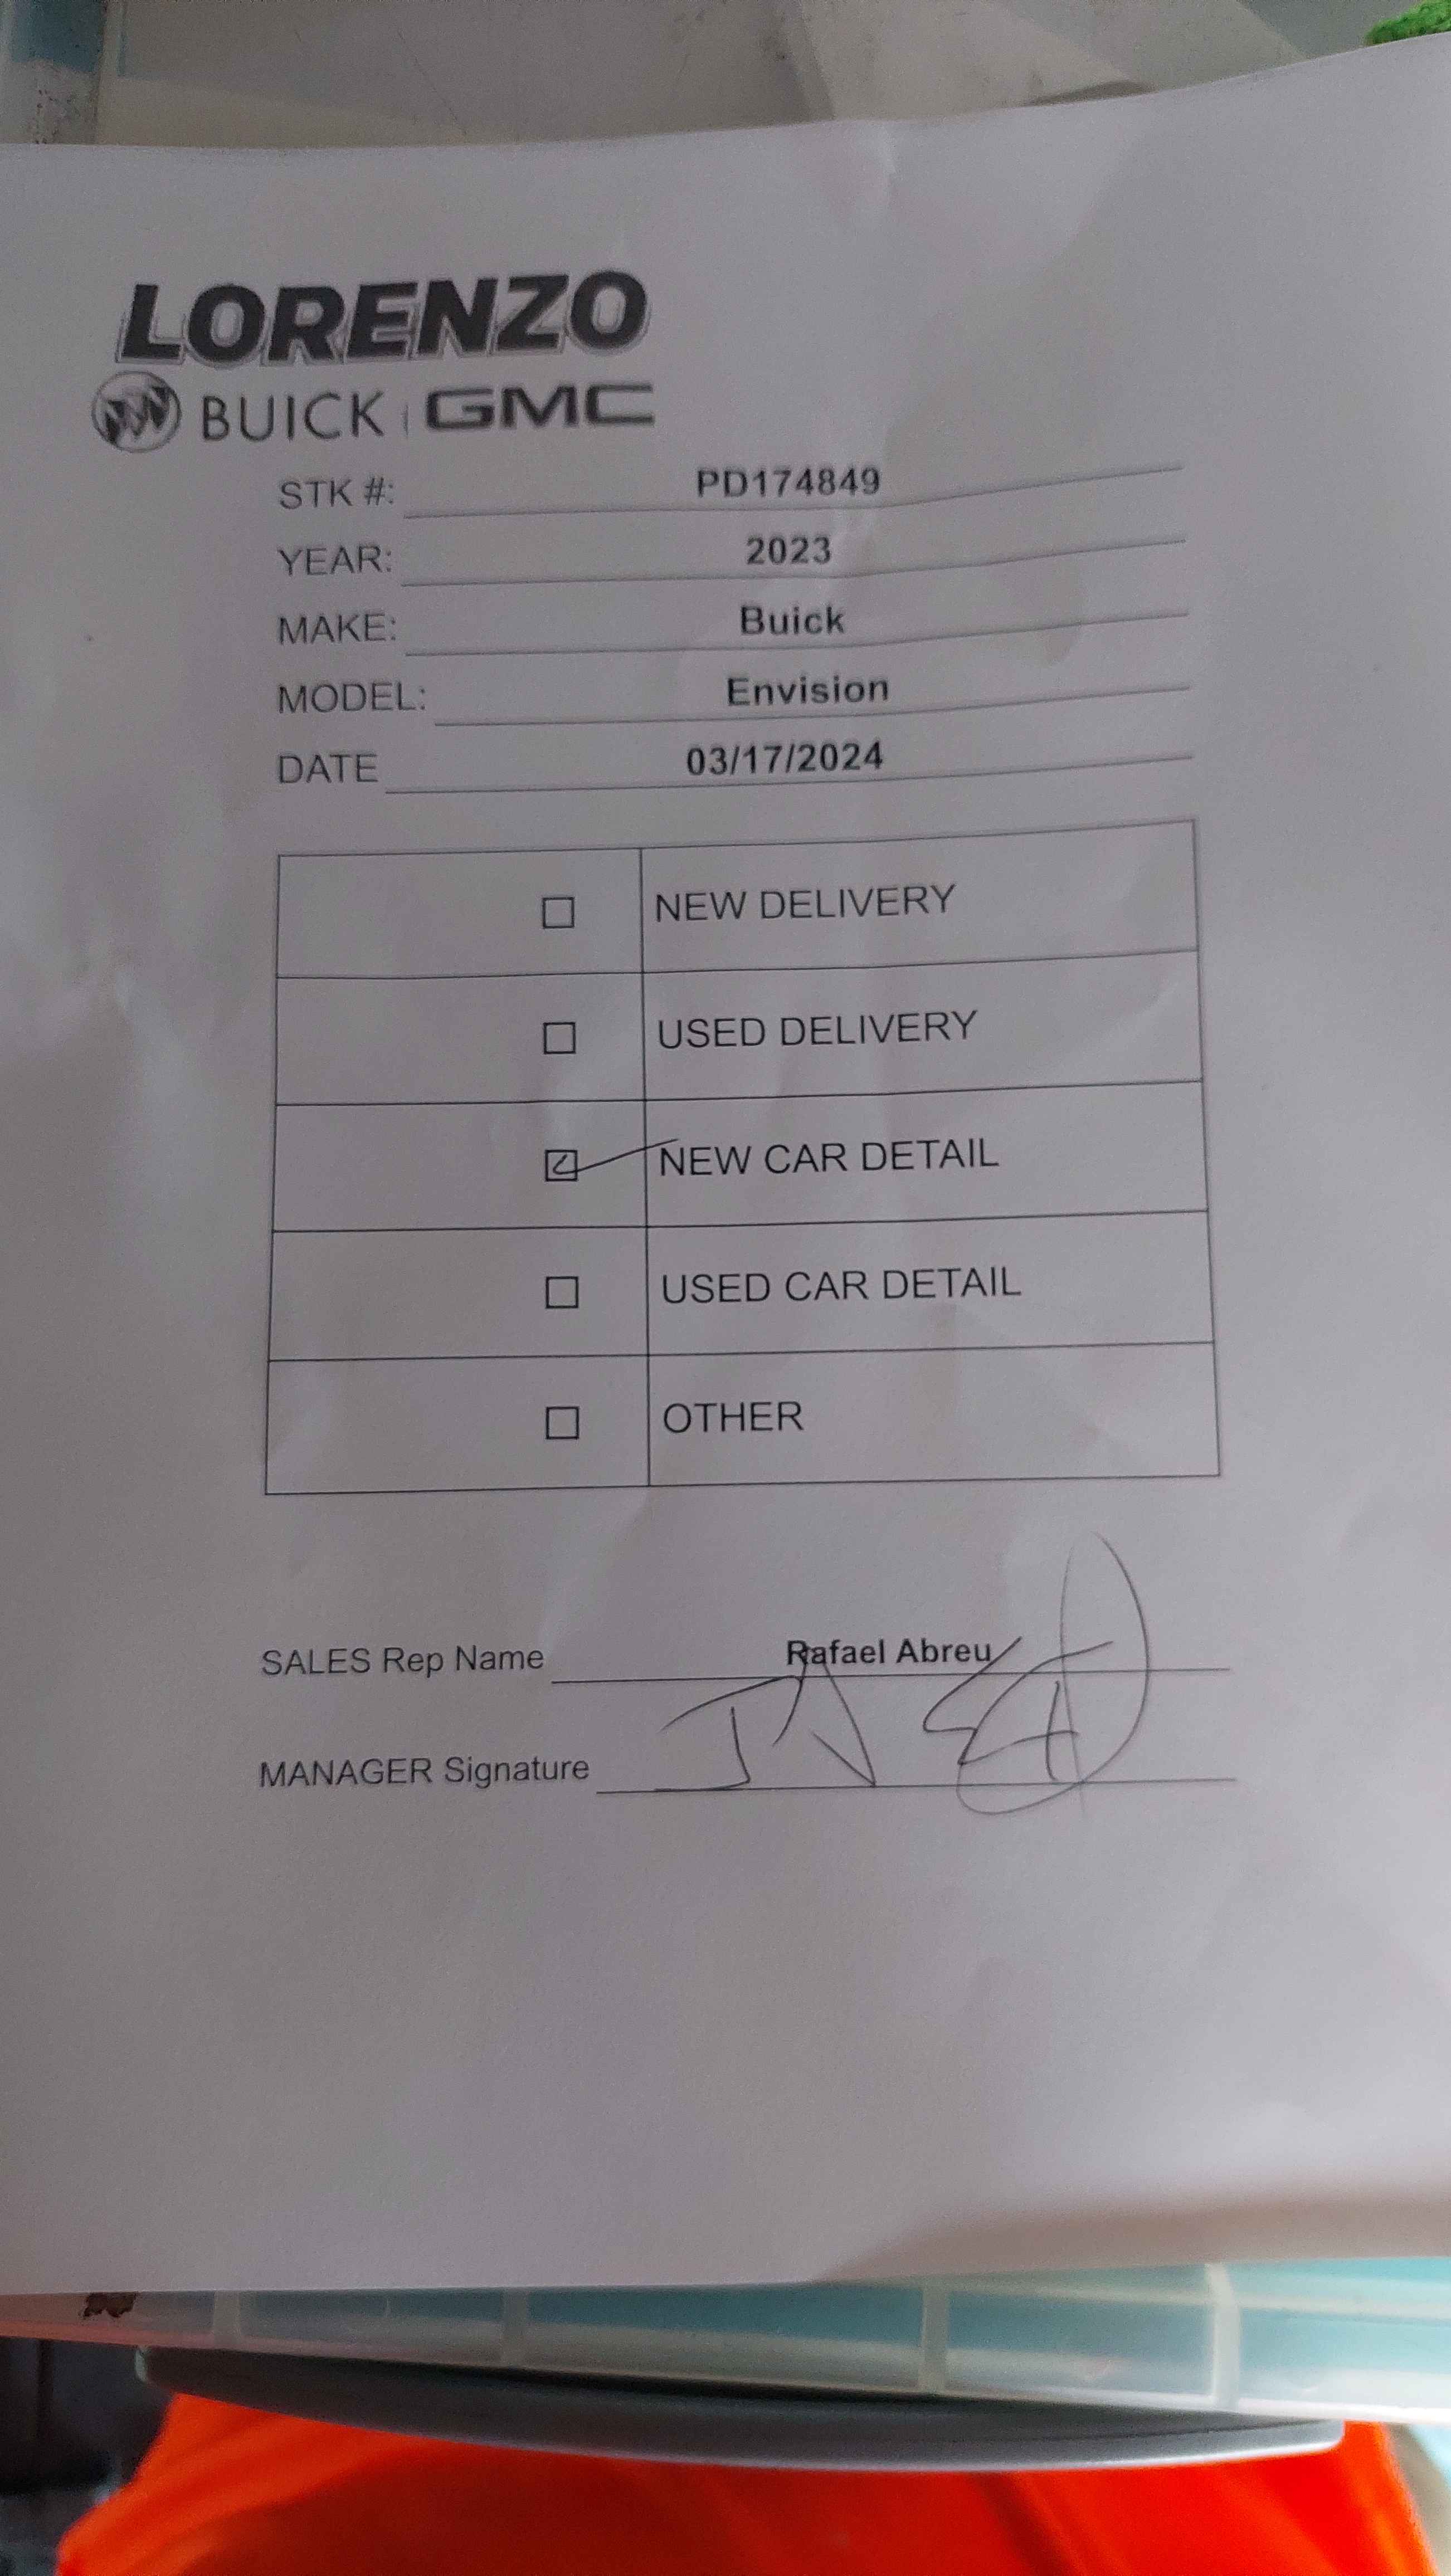 LORENZO
BUICK | GMC
STK #: PD174849
YEAR: 2023
MAKE: Buick
MODEL: Envision
DATE 03/17/2024
☐ NEW DELIVERY
☐ USED DELIVERY
☑ NEW CAR DETAIL
☐ USED CAR DETAIL
☐ OTHER
SALES Rep Name Rafael Abreu
MANAGER Signature